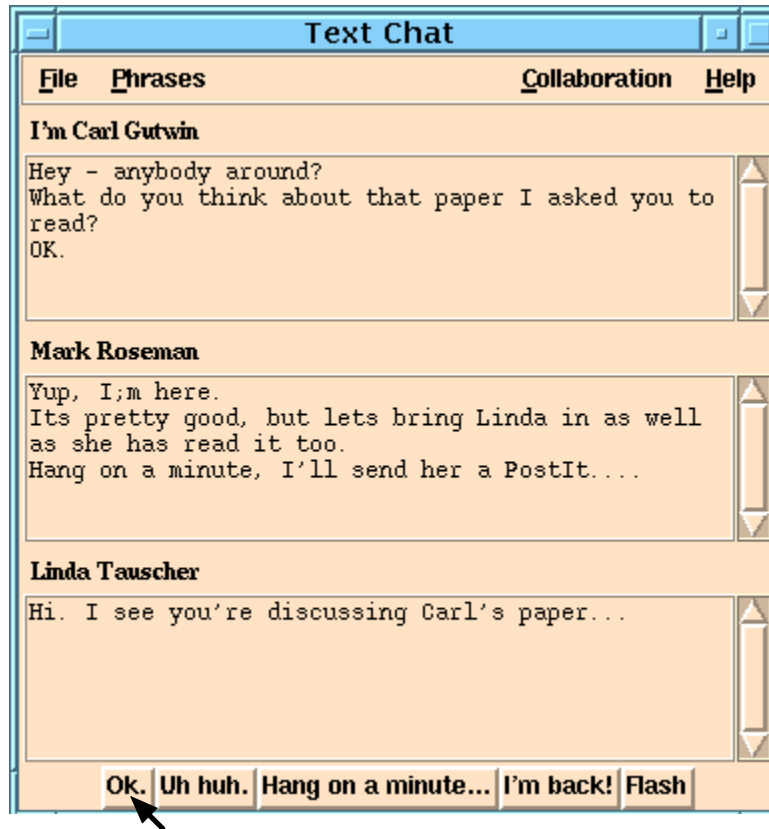 Text Chat
File Phrases Collaboration Help
I'm Carl Gutwin
Hey - anybody around?
What do you think about that paper I asked you to
read?
OK.
Mark Roseman
Yup, I;m here.
Its pretty good, but lets bring Linda in as well
as she has read it too.
Hang on a minute, I'll send her a PostIt....
Linda Tauscher
Hi. I see you're discussing Carl's paper...
Ok. Uh huh. Hang on a minute... I'm back! Flash